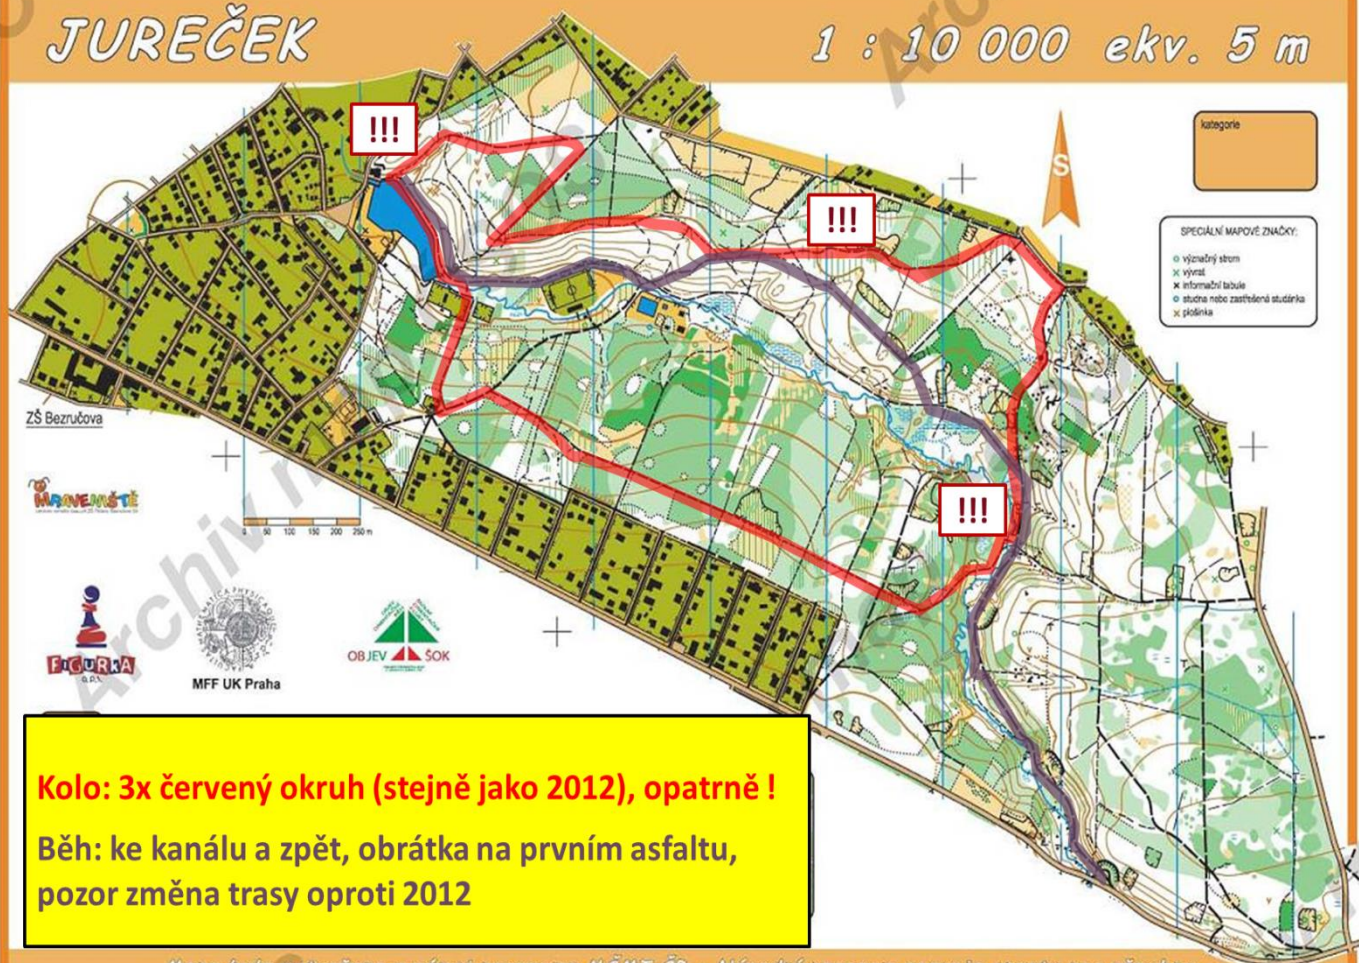 JUREČEK
1 : 10 000 ekv. 5 m
!!!
kategorie
S
!!!
SPECIÁLNÍ MAPOVÉ ZNAČKY:
význačný strom
vývrat
informační tabule
studna nebo zastřešená studánka
plošinka
ZŠ Bezručova
MRAVENIŠTĚ
!!!
0 50 100 150 200 250 m
FIGURKA
o.p.s.
MFF UK Praha
OBJEV ŠOK
Kolo: 3x červený okruh (stejně jako 2012), opatrně !
Běh: ke kanálu a zpět, obrátka na prvním asfaltu,
pozor změna trasy oproti 2012